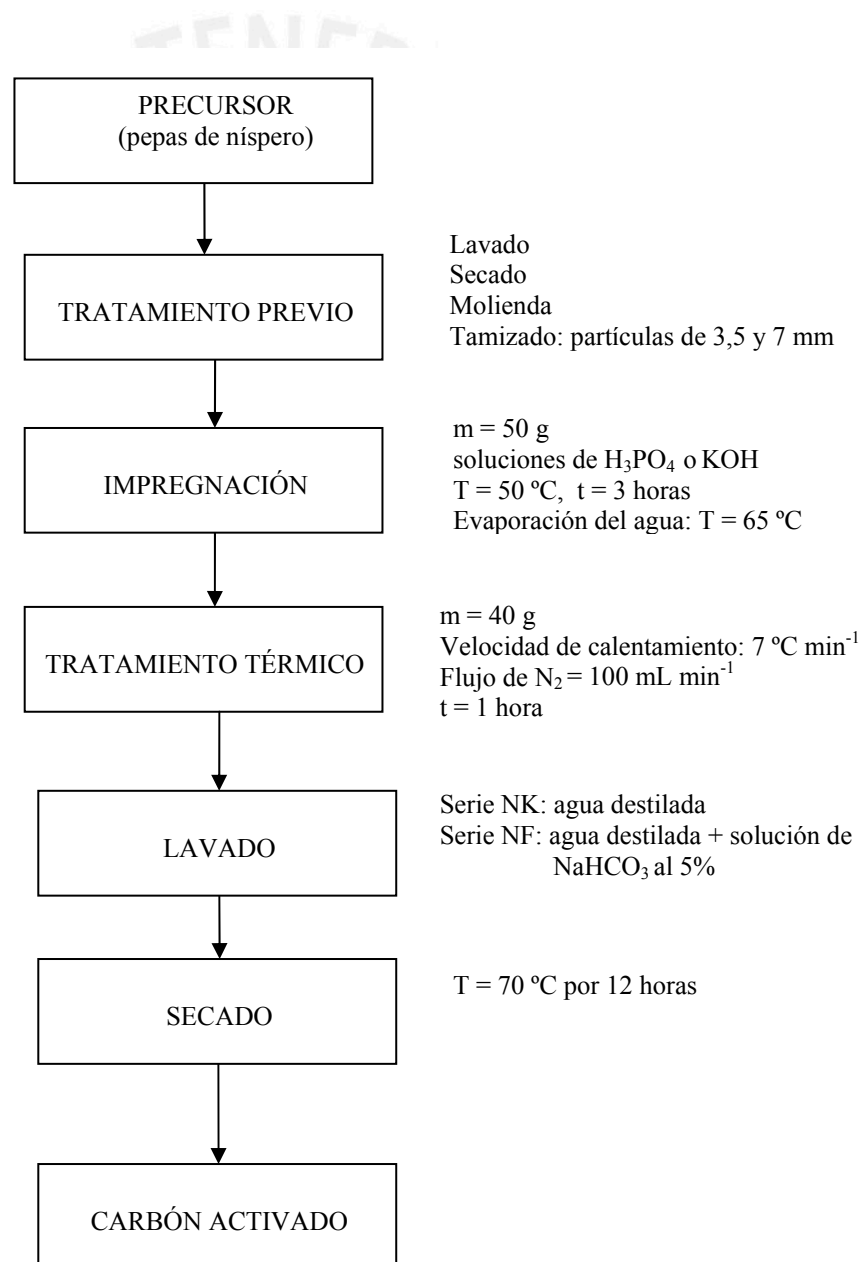 PRECURSOR
(pepas de níspero)
TRATAMIENTO PREVIO
Lavado
Secado
Molienda
Tamizado: partículas de 3,5 y 7 mm
IMPREGNACIÓN
m = 50 g
soluciones de H₃PO₄ o KOH
T = 50 ºC, t = 3 horas
Evaporación del agua: T = 65 ºC
TRATAMIENTO TÉRMICO
m = 40 g
Velocidad de calentamiento: 7 ºC min⁻¹
Flujo de N₂ = 100 mL min⁻¹
t = 1 hora
LAVADO
Serie NK: agua destilada
Serie NF: agua destilada + solución de
NaHCO₃ al 5%
SECADO
T = 70 ºC por 12 horas
CARBÓN ACTIVADO